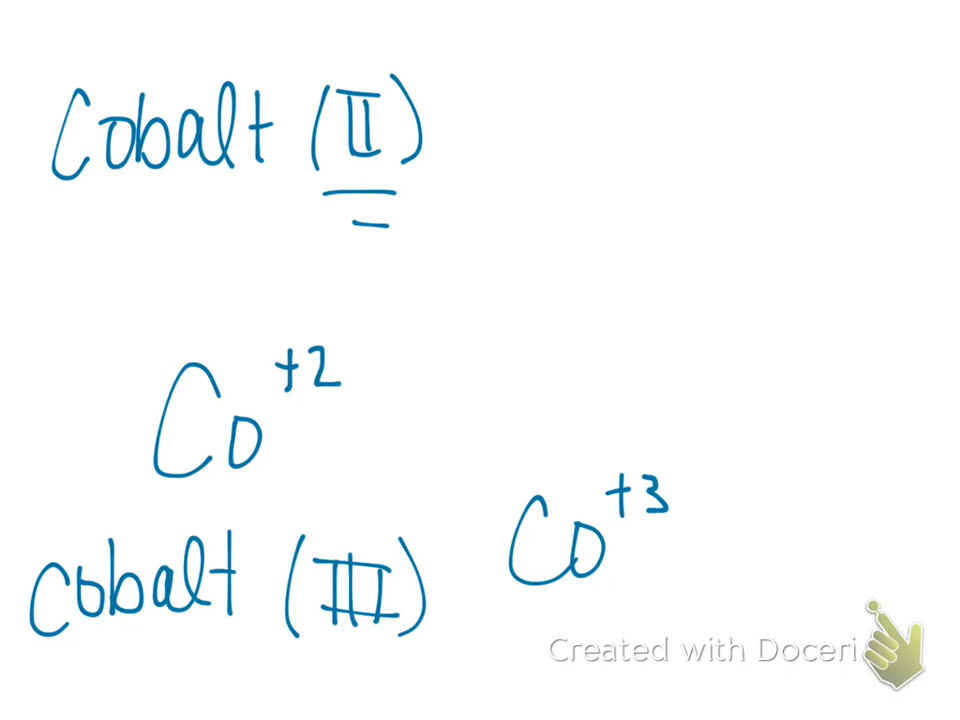 Cobalt (II)
Co +2
Cobalt (III) Co +3
Created with Doceri